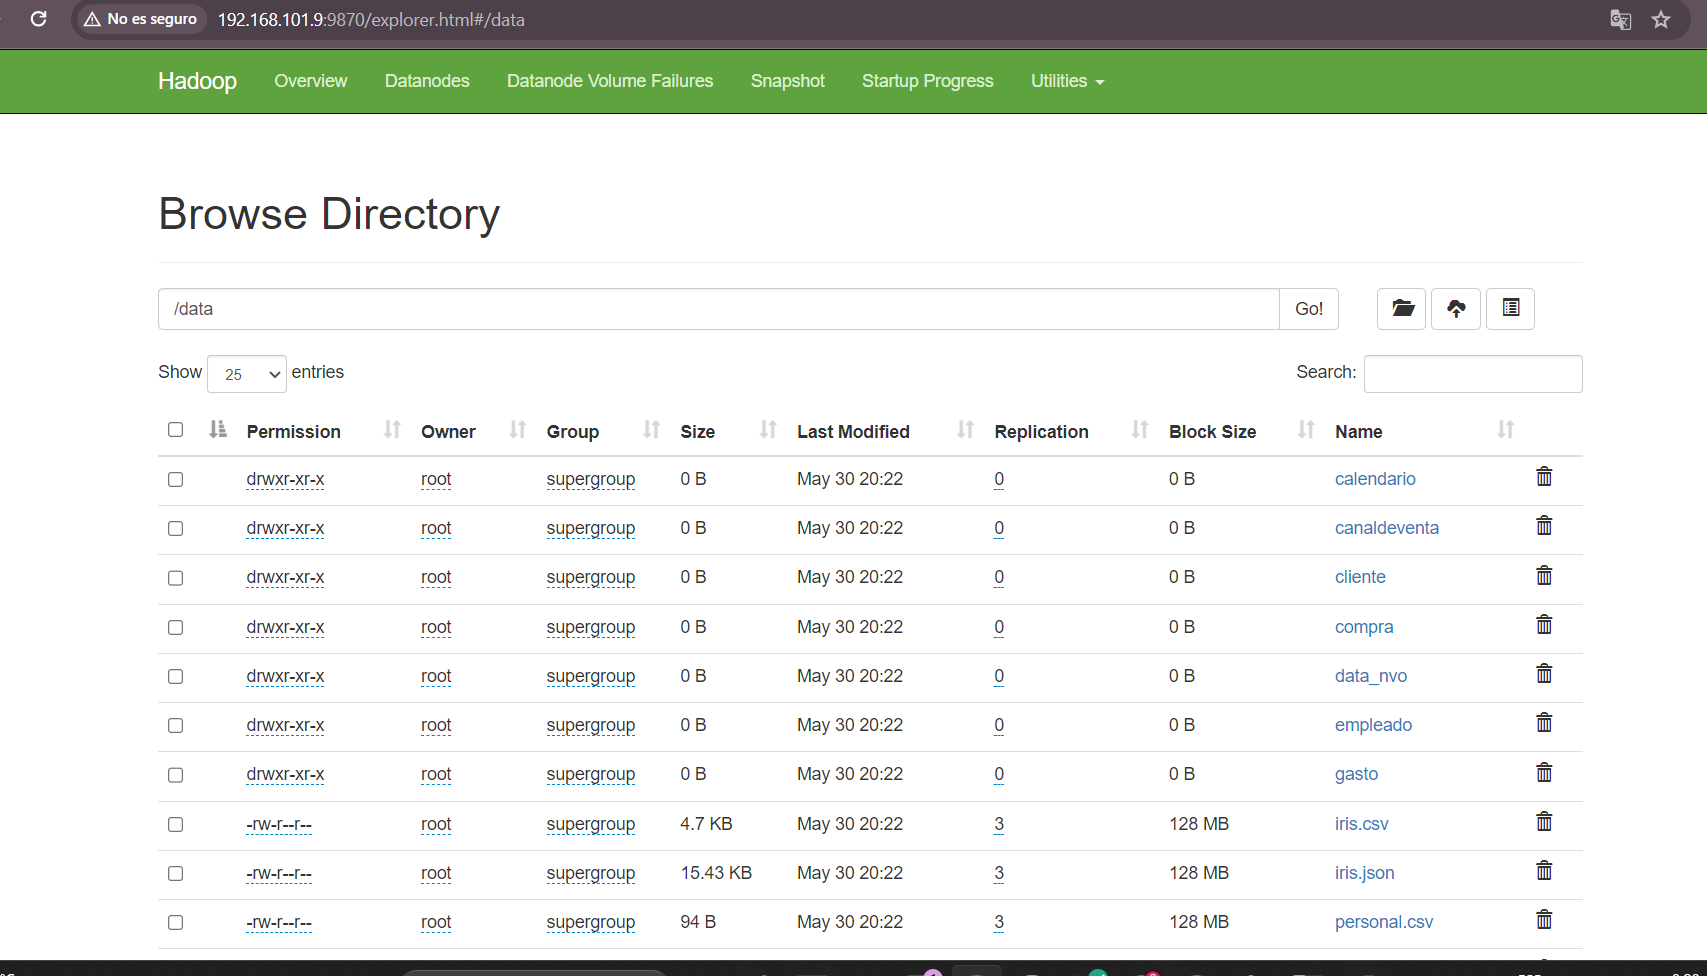 No es seguro 192.168.101.9:9870/explorer.html#/data
Hadoop Overview Datanodes Datanode Volume Failures Snapshot Startup Progress Utilities
Browse Directory
/data Go!
Show 25 entries Search:
Permission Owner Group Size Last Modified Replication Block Size Name
drwxr-xr-x root supergroup 0 B May 30 20:22 0 0 B calendario
drwxr-xr-x root supergroup 0 B May 30 20:22 0 0 B canaldeventa
drwxr-xr-x root supergroup 0 B May 30 20:22 0 0 B cliente
drwxr-xr-x root supergroup 0 B May 30 20:22 0 0 B compra
drwxr-xr-x root supergroup 0 B May 30 20:22 0 0 B data_nvo
drwxr-xr-x root supergroup 0 B May 30 20:22 0 0 B empleado
drwxr-xr-x root supergroup 0 B May 30 20:22 0 0 B gasto
-rw-r--r-- root supergroup 4.7 KB May 30 20:22 3 128 MB iris.csv
-rw-r--r-- root supergroup 15.43 KB May 30 20:22 3 128 MB iris.json
-rw-r--r-- root supergroup 94 B May 30 20:22 3 128 MB personal.csv